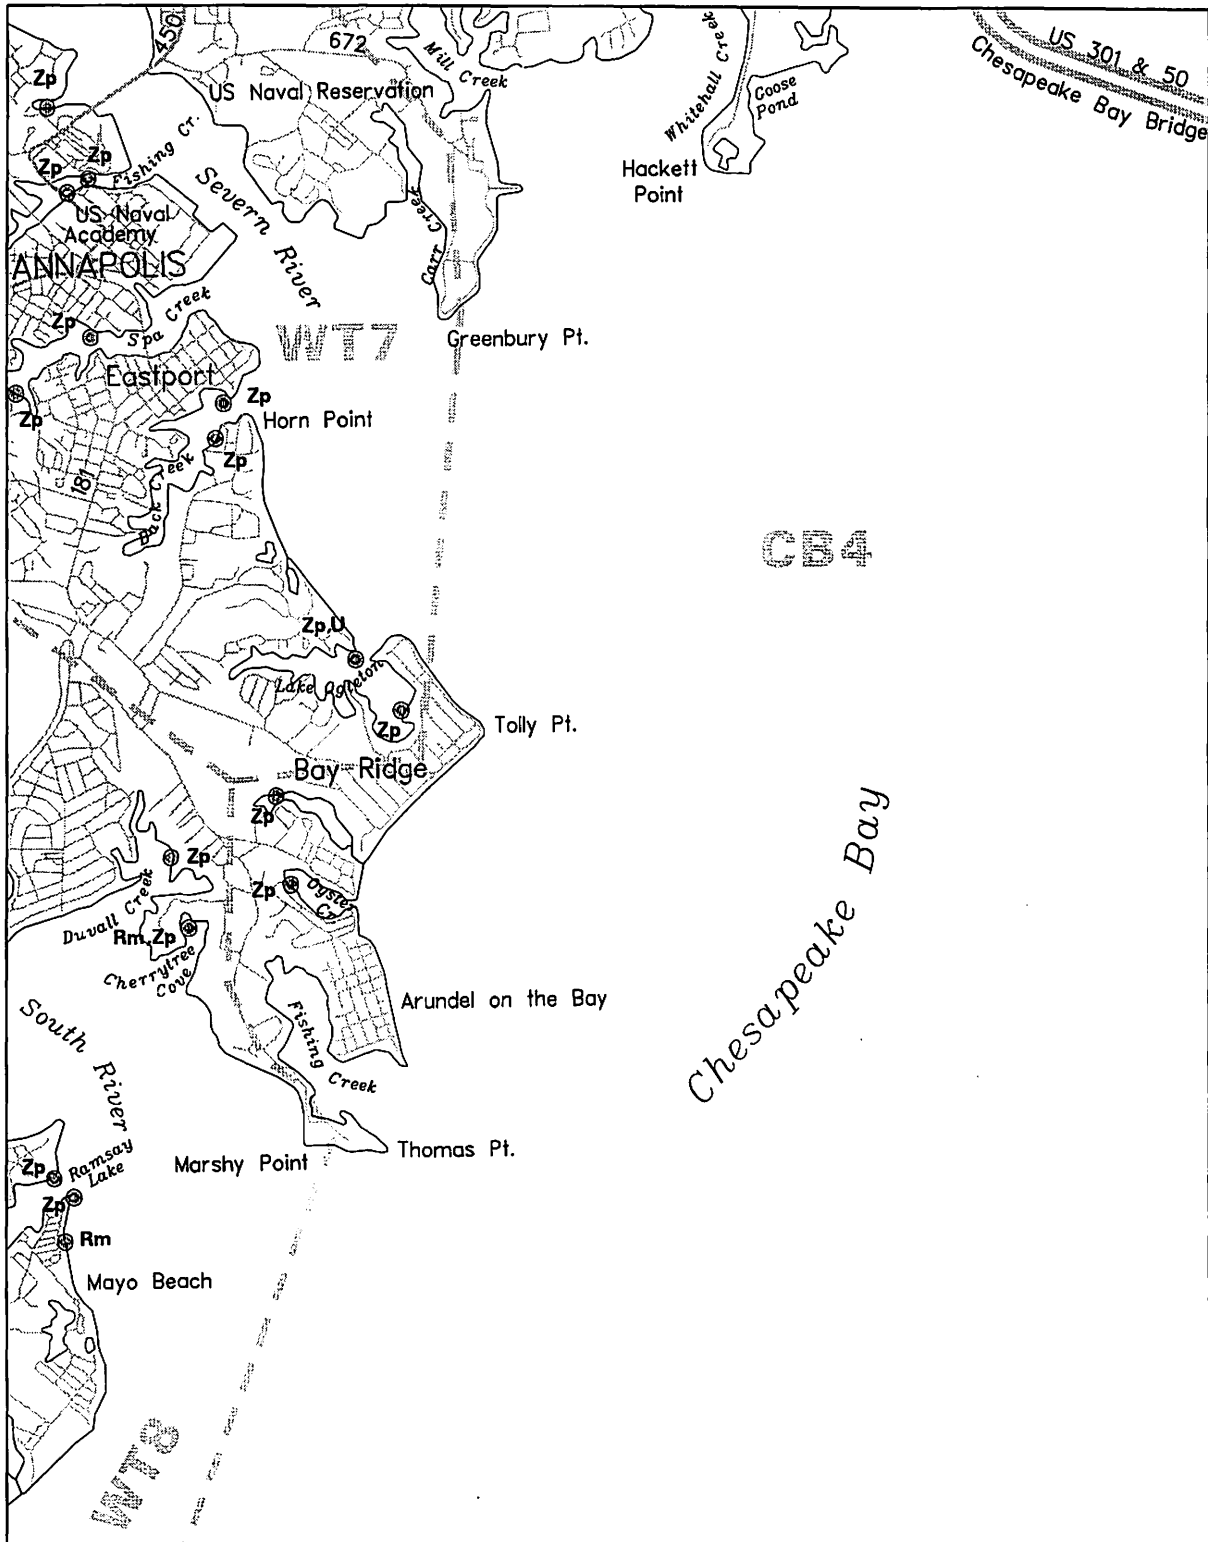 450
672
Mill Creek
Whitehall Creek
Goose
Pond
US 301 & 50
Chesapeake Bay Bridge
Zp
US Naval Reservation
Zp
Zp
Fishing Cr.
Hackett
Point
Severn River
US Naval
Academy
Carr Creek
ANNAPOLIS
Spa Creek
Zp
WT7
Greenbury Pt.
Eastport
Zp
Horn Point
Zp
Zp
181
Back Creek
CB4
Zp,U
Lake Ogleton
Zp
Tolly Pt.
Bay Ridge
Zp
Zp
Zp
Oyster
Cr.
Duvall Creek
Rm,Zp
Cherrytree
Cove
Chesapeake Bay
Arundel on the Bay
Fishing Creek
South River
Thomas Pt.
Marshy Point
Zp
Ramsay
Lake
Zp
Rm
Mayo Beach
WT8